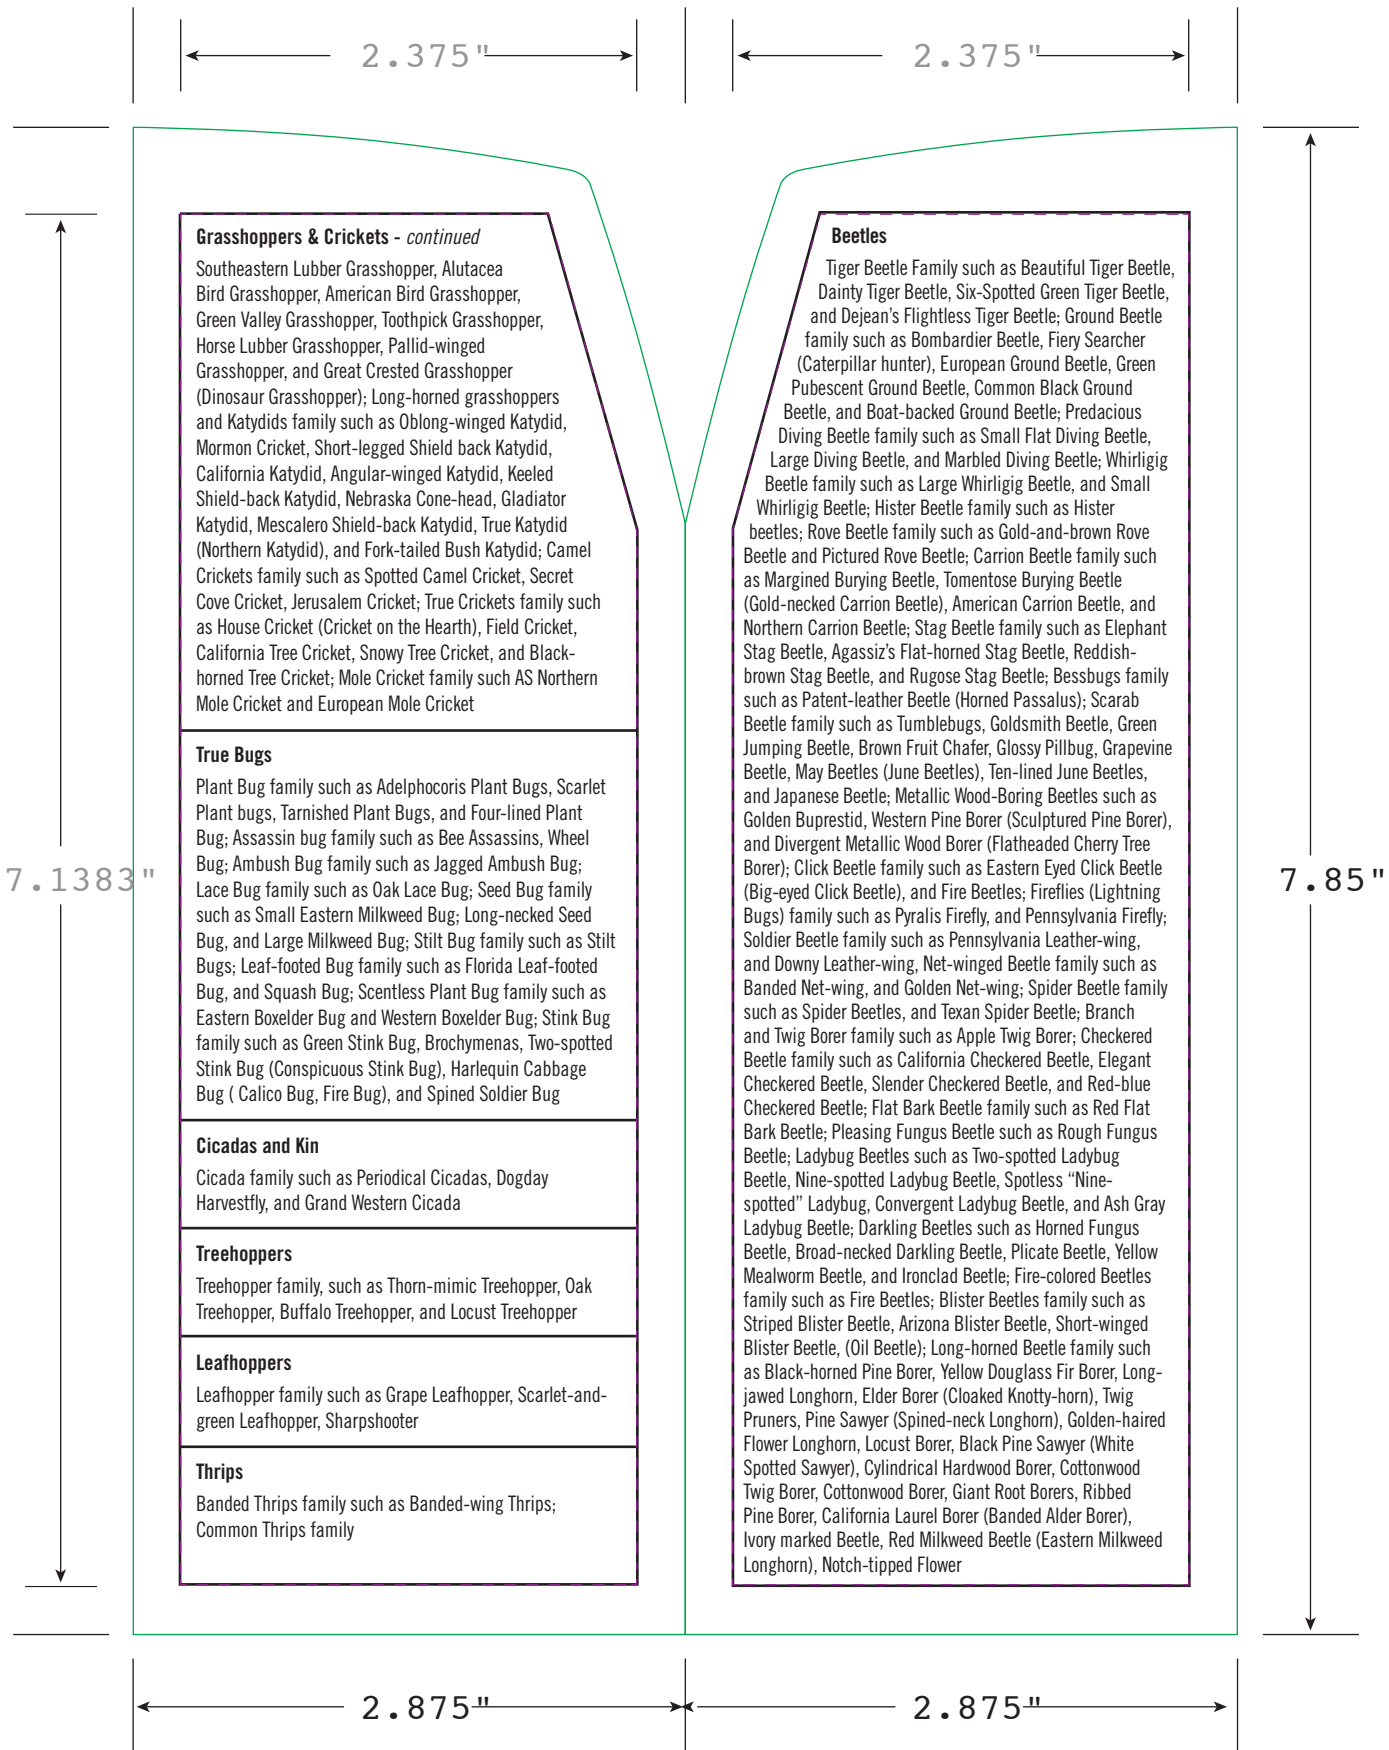 2.375"
2.375"
Grasshoppers & Crickets - continued
Southeastern Lubber Grasshopper, Alutacea
Bird Grasshopper, American Bird Grasshopper,
Green Valley Grasshopper, Toothpick Grasshopper,
Horse Lubber Grasshopper, Pallid-winged
Grasshopper, and Great Crested Grasshopper
(Dinosaur Grasshopper); Long-horned grasshoppers
and Katydids family such as Oblong-winged Katydid,
Mormon Cricket, Short-legged Shield back Katydid,
California Katydid, Angular-winged Katydid, Keeled
Shield-back Katydid, Nebraska Cone-head, Gladiator
Katydid, Mescalero Shield-back Katydid, True Katydid
(Northern Katydid), and Fork-tailed Bush Katydid; Camel
Crickets family such as Spotted Camel Cricket, Secret
Cove Cricket, Jerusalem Cricket; True Crickets family such
as House Cricket (Cricket on the Hearth), Field Cricket,
California Tree Cricket, Snowy Tree Cricket, and Black-
horned Tree Cricket; Mole Cricket family such AS Northern
Mole Cricket and European Mole Cricket
True Bugs
Plant Bug family such as Adelphocoris Plant Bugs, Scarlet
Plant bugs, Tarnished Plant Bugs, and Four-lined Plant
Bug; Assassin bug family such as Bee Assassins, Wheel
Bug; Ambush Bug family such as Jagged Ambush Bug;
Lace Bug family such as Oak Lace Bug; Seed Bug family
such as Small Eastern Milkweed Bug; Long-necked Seed
Bug, and Large Milkweed Bug; Stilt Bug family such as Stilt
Bugs; Leaf-footed Bug family such as Florida Leaf-footed
Bug, and Squash Bug; Scentless Plant Bug family such as
Eastern Boxelder Bug and Western Boxelder Bug; Stink Bug
family such as Green Stink Bug, Brochymenas, Two-spotted
Stink Bug (Conspicuous Stink Bug), Harlequin Cabbage
Bug ( Calico Bug, Fire Bug), and Spined Soldier Bug
Cicadas and Kin
Cicada family such as Periodical Cicadas, Dogday
Harvestfly, and Grand Western Cicada
Treehoppers
Treehopper family, such as Thorn-mimic Treehopper, Oak
Treehopper, Buffalo Treehopper, and Locust Treehopper
Leafhoppers
Leafhopper family such as Grape Leafhopper, Scarlet-and-
green Leafhopper, Sharpshooter
Thrips
Banded Thrips family such as Banded-wing Thrips;
Common Thrips family
7.1383"
Beetles
Tiger Beetle Family such as Beautiful Tiger Beetle,
Dainty Tiger Beetle, Six-Spotted Green Tiger Beetle,
and Dejean's Flightless Tiger Beetle; Ground Beetle
family such as Bombardier Beetle, Fiery Searcher
(Caterpillar hunter), European Ground Beetle, Green
Pubescent Ground Beetle, Common Black Ground
Beetle, and Boat-backed Ground Beetle; Predacious
Diving Beetle family such as Small Flat Diving Beetle,
Large Diving Beetle, and Marbled Diving Beetle; Whirligig
Beetle family such as Large Whirligig Beetle, and Small
Whirligig Beetle; Hister Beetle family such as Hister
beetles; Rove Beetle family such as Gold-and-brown Rove
Beetle and Pictured Rove Beetle; Carrion Beetle family such
as Margined Burying Beetle, Tomentose Burying Beetle
(Gold-necked Carrion Beetle), American Carrion Beetle, and
Northern Carrion Beetle; Stag Beetle family such as Elephant
Stag Beetle, Agassiz's Flat-horned Stag Beetle, Reddish-
brown Stag Beetle, and Rugose Stag Beetle; Bessbugs family
such as Patent-leather Beetle (Horned Passalus); Scarab
Beetle family such as Tumblebugs, Goldsmith Beetle, Green
Jumping Beetle, Brown Fruit Chafer, Glossy Pillbug, Grapevine
Beetle, May Beetles (June Beetles), Ten-lined June Beetles,
and Japanese Beetle; Metallic Wood-Boring Beetles such as
Golden Buprestid, Western Pine Borer (Sculptured Pine Borer),
and Divergent Metallic Wood Borer (Flatheaded Cherry Tree
Borer); Click Beetle family such as Eastern Eyed Click Beetle
(Big-eyed Click Beetle), and Fire Beetles; Fireflies (Lightning
Bugs) family such as Pyralis Firefly, and Pennsylvania Firefly;
Soldier Beetle family such as Pennsylvania Leather-wing,
and Downy Leather-wing, Net-winged Beetle family such as
Banded Net-wing, and Golden Net-wing; Spider Beetle family
such as Spider Beetles, and Texan Spider Beetle; Branch
and Twig Borer family such as Apple Twig Borer; Checkered
Beetle family such as California Checkered Beetle, Elegant
Checkered Beetle, Slender Checkered Beetle, and Red-blue
Checkered Beetle; Flat Bark Beetle family such as Red Flat
Bark Beetle; Pleasing Fungus Beetle such as Rough Fungus
Beetle; Ladybug Beetles such as Two-spotted Ladybug
Beetle, Nine-spotted Ladybug Beetle, Spotless “Nine-
spotted” Ladybug, Convergent Ladybug Beetle, and Ash Gray
Ladybug Beetle; Darkling Beetles such as Horned Fungus
Beetle, Broad-necked Darkling Beetle, Plicate Beetle, Yellow
Mealworm Beetle, and Ironclad Beetle; Fire-colored Beetles
family such as Fire Beetles; Blister Beetles family such as
Striped Blister Beetle, Arizona Blister Beetle, Short-winged
Blister Beetle, (Oil Beetle); Long-horned Beetle family such
as Black-horned Pine Borer, Yellow Douglass Fir Borer, Long-
jawed Longhorn, Elder Borer (Cloaked Knotty-horn), Twig
Pruners, Pine Sawyer (Spined-neck Longhorn), Golden-haired
Flower Longhorn, Locust Borer, Black Pine Sawyer (White
Spotted Sawyer), Cylindrical Hardwood Borer, Cottonwood
Twig Borer, Cottonwood Borer, Giant Root Borers, Ribbed
Pine Borer, California Laurel Borer (Banded Alder Borer),
Ivory marked Beetle, Red Milkweed Beetle (Eastern Milkweed
Longhorn), Notch-tipped Flower
7.85"
2.875"
2.875"